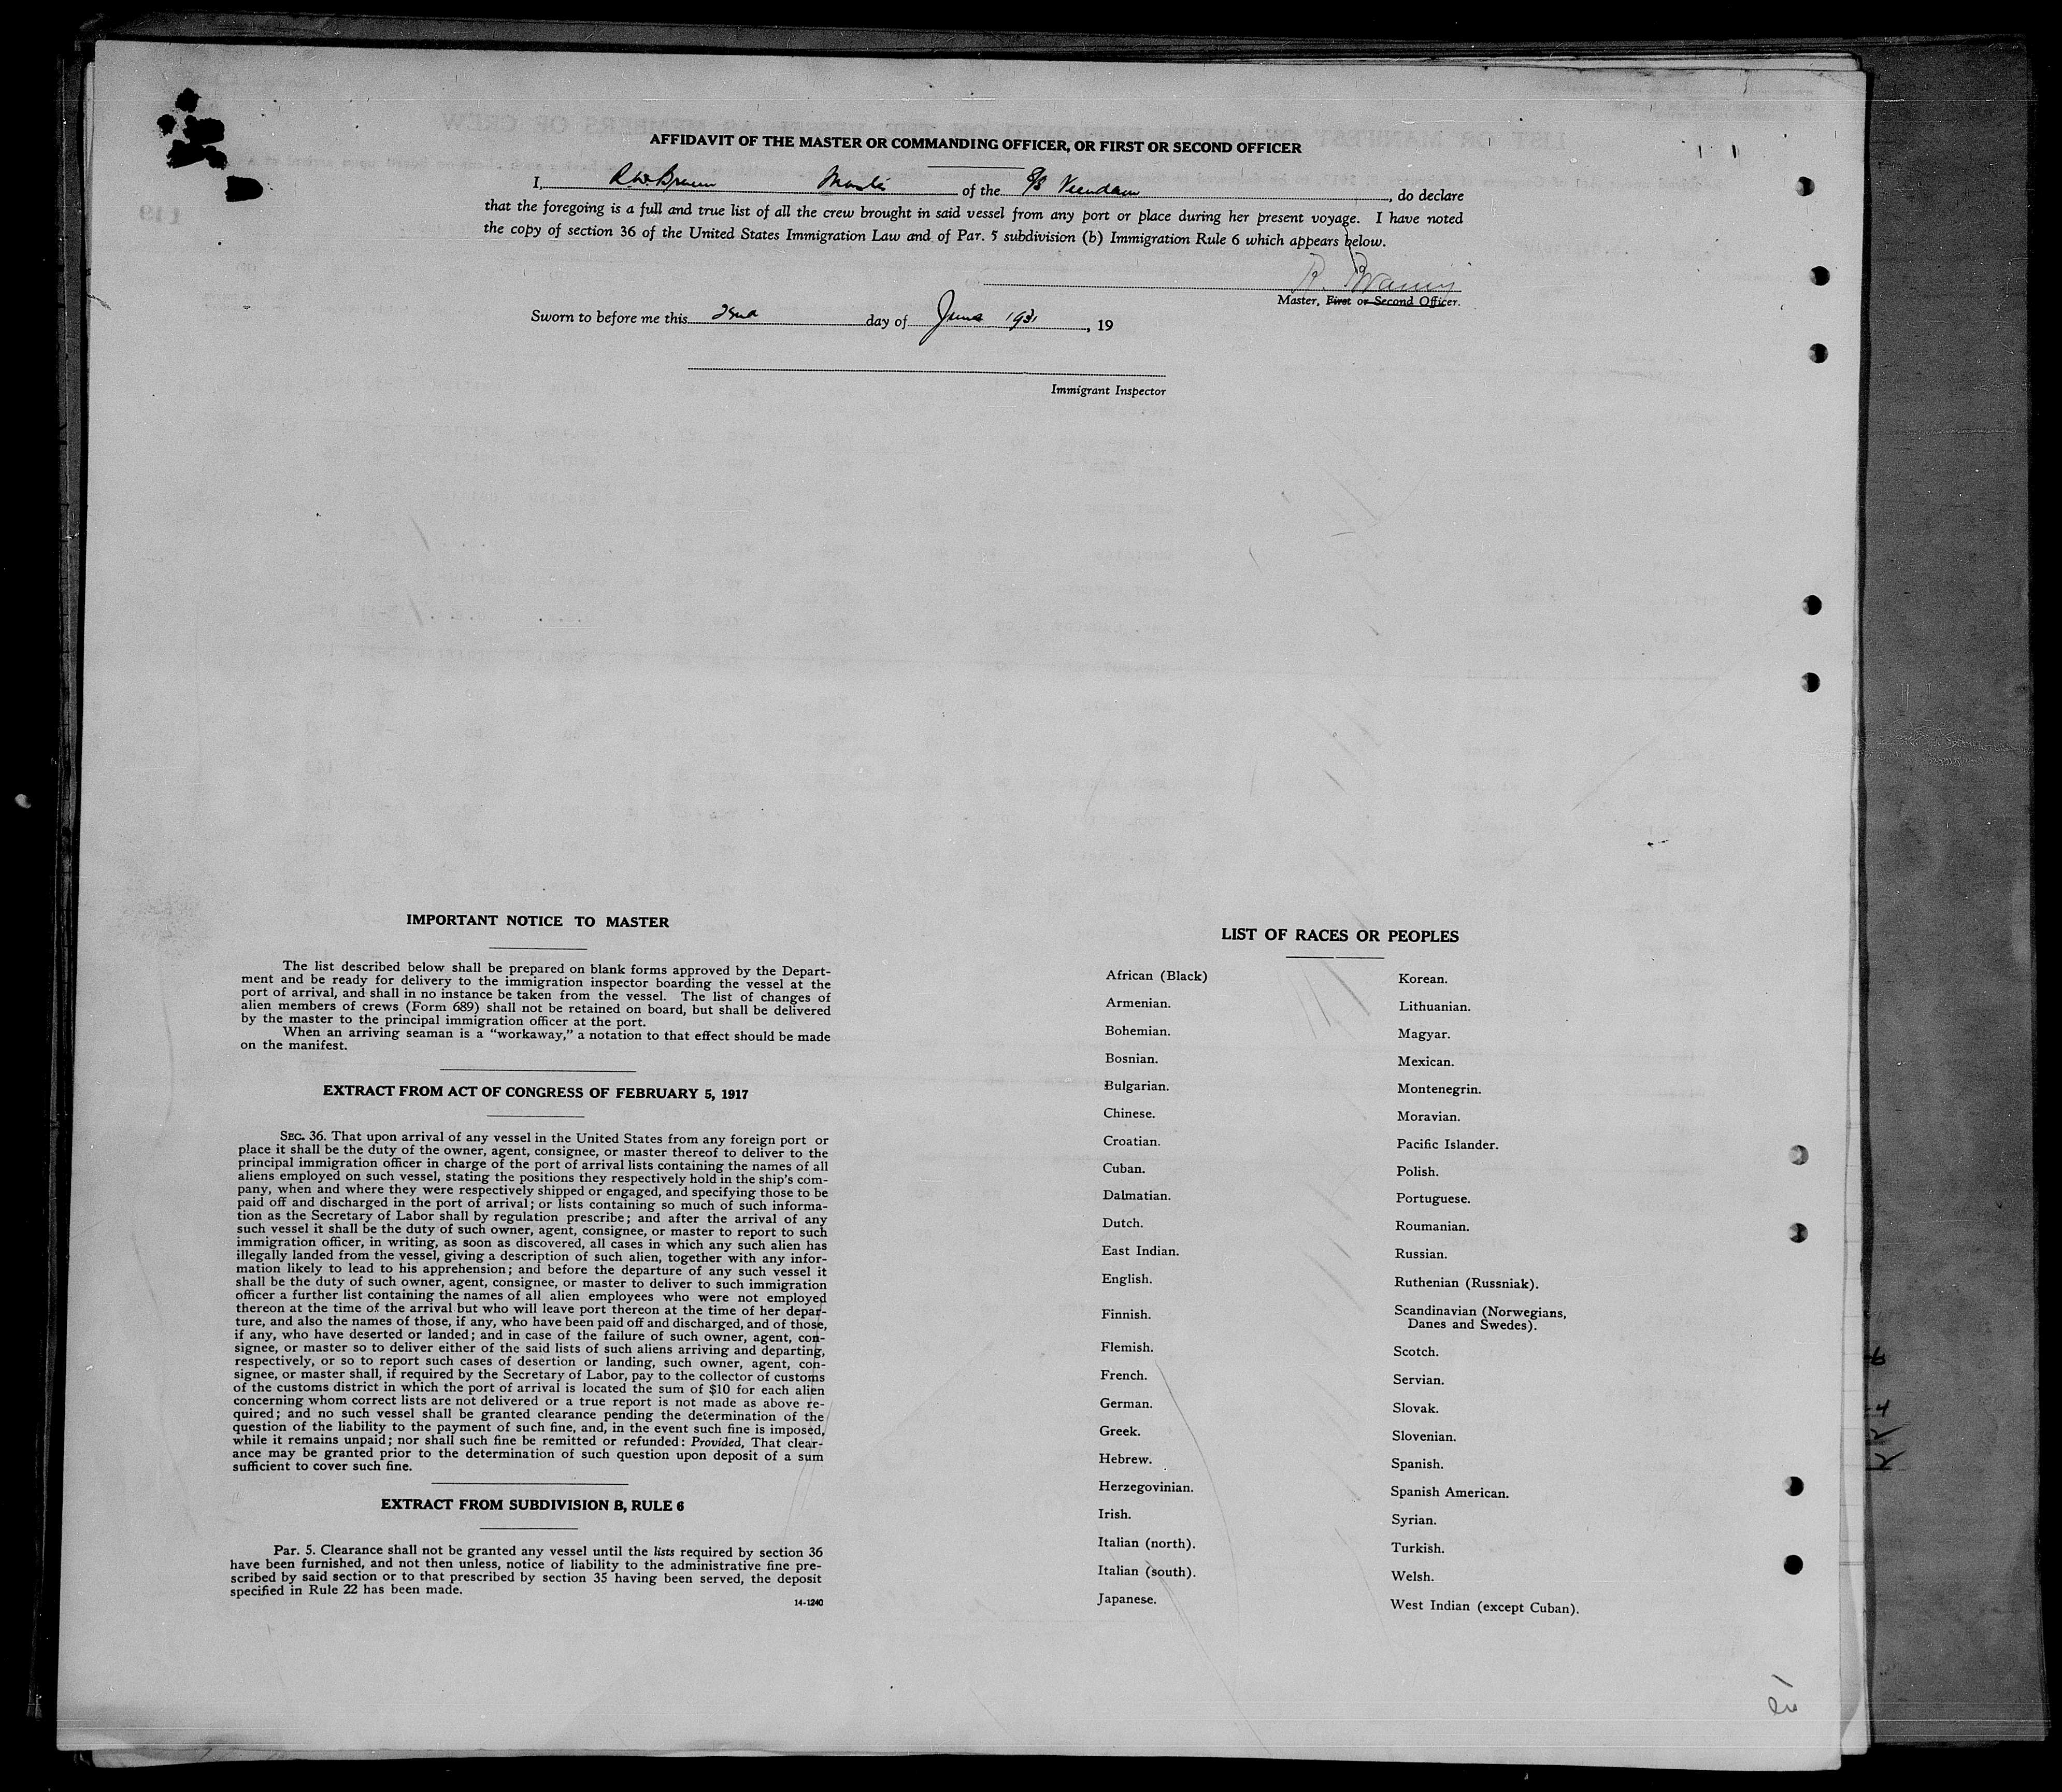 AFFIDAVIT OF THE MASTER OR COMMANDING OFFICER, OR FIRST OR SECOND OFFICER
I, Master of the S/S Veendam, do declare
that the foregoing is a full and true list of all the crew brought in said vessel from any port or place during her present voyage. I have noted
the copy of section 36 of the United States Immigration Law and of Par. 5 subdivision (b) Immigration Rule 6 which appears below.
Master, First or Second Officer.
Sworn to before me this day of June 1931, 19
Immigrant Inspector
IMPORTANT NOTICE TO MASTER
The list described below shall be prepared on blank forms approved by the Depart-
ment and be ready for delivery to the immigration inspector boarding the vessel at the
port of arrival, and shall in no instance be taken from the vessel. The list of changes of
alien members of crews (Form 689) shall not be retained on board, but shall be delivered
by the master to the principal immigration officer at the port.
When an arriving seaman is a “workaway,” a notation to that effect should be made
on the manifest.
EXTRACT FROM ACT OF CONGRESS OF FEBRUARY 5, 1917
SEC. 36. That upon arrival of any vessel in the United States from any foreign port or
place it shall be the duty of the owner, agent, consignee, or master thereof to deliver to the
principal immigration officer in charge of the port of arrival lists containing the names of all
aliens employed on such vessel, stating the positions they respectively hold in the ship's com-
pany, when and where they were respectively shipped or engaged, and specifying those to be
paid off and discharged in the port of arrival; or lists containing so much of such informa-
tion as the Secretary of Labor shall by regulation prescribe; and after the arrival of any
such vessel it shall be the duty of such owner, agent, consignee, or master to report to such
immigration officer, in writing, as soon as discovered, all cases in which any such alien has
illegally landed from the vessel, giving a description of such alien, together with any infor-
mation likely to lead to his apprehension; and before the departure of any such vessel it
shall be the duty of such owner, agent, consignee, or master to deliver to such immigration
officer a further list containing the names of all alien employees who were not employed
thereon at the time of the arrival but who will leave port thereon at the time of her depar-
ture, and also the names of those, if any, who have been paid off and discharged, and of those,
if any, who have deserted or landed; and in case of the failure of such owner, agent, con-
signee, or master so to deliver either of the said lists of such aliens arriving and departing,
respectively, or so to report such cases of desertion or landing, such owner, agent, con-
signee, or master shall, if required by the Secretary of Labor, pay to the collector of customs
of the customs district in which the port of arrival is located the sum of $10 for each alien
concerning whom correct lists are not delivered or a true report is not made as above re-
quired; and no such vessel shall be granted clearance pending the determination of the
question of the liability to the payment of such fine, and, in the event such fine is imposed,
while it remains unpaid; nor shall such fine be remitted or refunded: Provided, That clear-
ance may be granted prior to the determination of such question upon deposit of a sum
sufficient to cover such fine.
EXTRACT FROM SUBDIVISION B, RULE 6
Par. 5. Clearance shall not be granted any vessel until the lists required by section 36
have been furnished, and not then unless, notice of liability to the administrative fine pre-
scribed by said section or to that prescribed by section 35 having been served, the deposit
specified in Rule 22 has been made.
14-1240
LIST OF RACES OR PEOPLES
African (Black)
Armenian.
Bohemian.
Bosnian.
Bulgarian.
Chinese.
Croatian.
Cuban.
Dalmatian.
Dutch.
East Indian.
English.
Finnish.
Flemish.
French.
German.
Greek.
Hebrew.
Herzegovinian.
Irish.
Italian (north).
Italian (south).
Japanese.
Korean.
Lithuanian.
Magyar.
Mexican.
Montenegrin.
Moravian.
Pacific Islander.
Polish.
Portuguese.
Roumanian.
Russian.
Ruthenian (Russniak).
Scandinavian (Norwegians,
Danes and Swedes).
Scotch.
Servian.
Slovak.
Slovenian.
Spanish.
Spanish American.
Syrian.
Turkish.
Welsh.
West Indian (except Cuban).